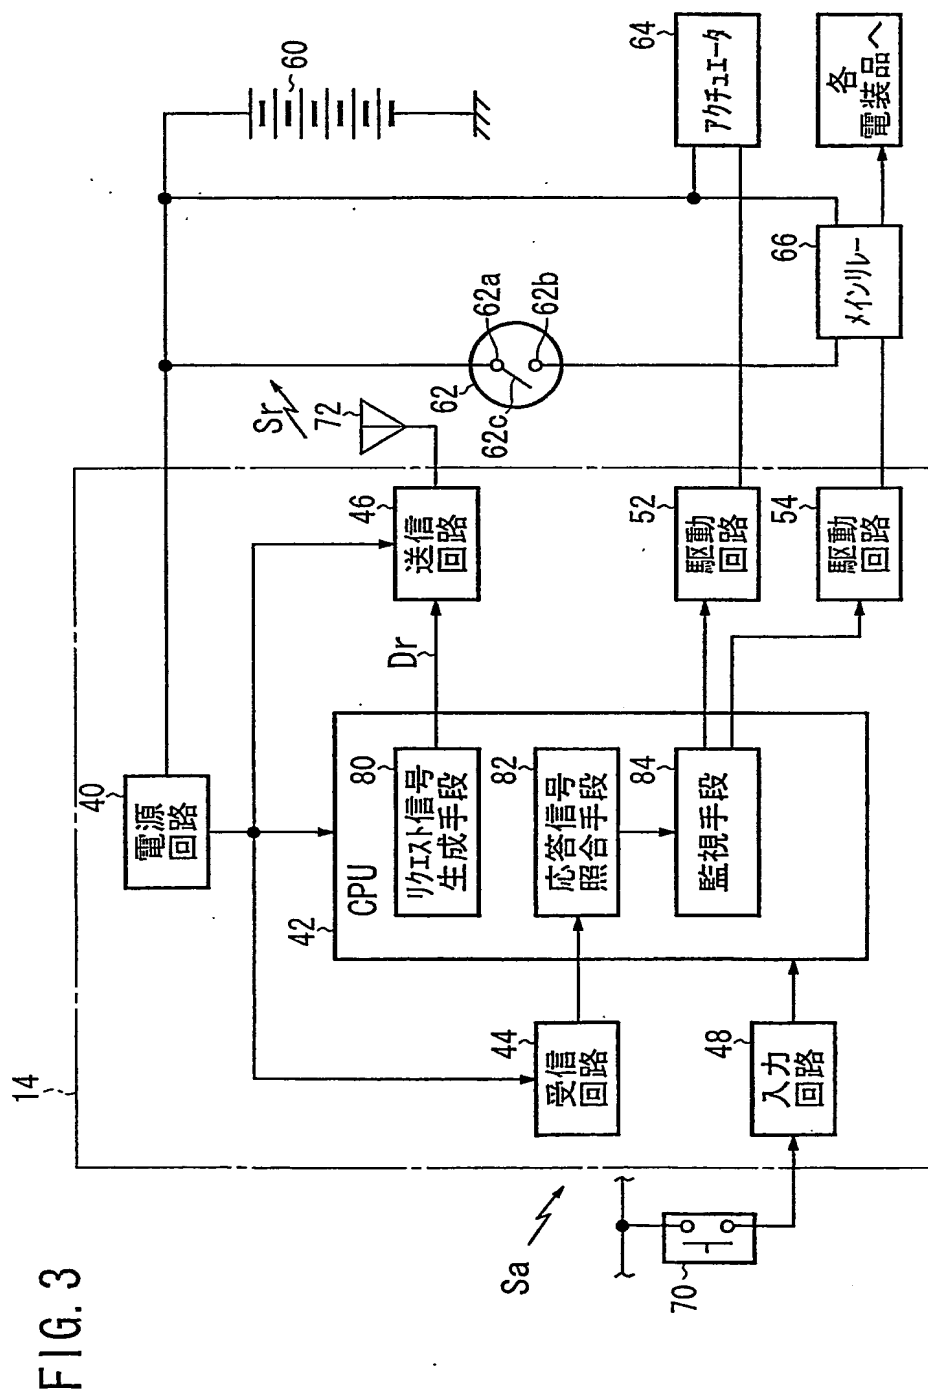 FIG. 3
14
40
電源
回路
60
42
CPU
80
リクエスト信号
生成手段
Dr
46
送信
回路
Sr
72
62
62a
62b
62c
Sa
44
受信
回路
82
応答信号
照合手段
84
監視手段
52
駆動
回路
64
アクチュエータ
70
48
入力
回路
54
駆動
回路
66
メインリレー
各
電装品へ